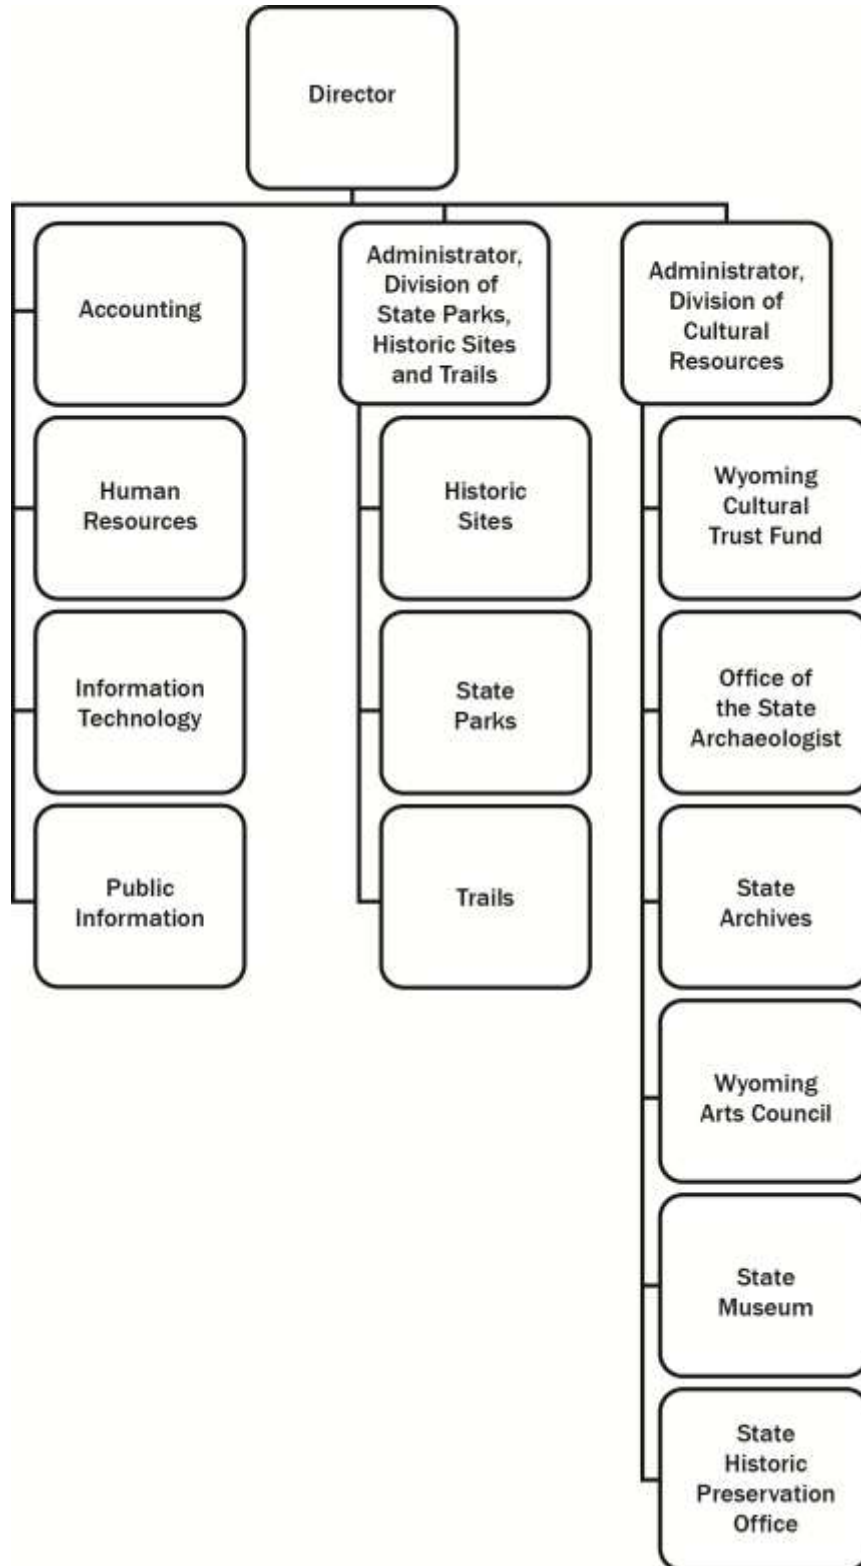 Director
Accounting
Human
Resources
Information
Technology
Public
Information
Administrator,
Division of
State Parks,
Historic Sites
and Trails
Historic
Sites
State
Parks
Trails
Administrator,
Division of
Cultural
Resources
Wyoming
Cultural
Trust Fund
Office of
the State
Archaeologist
State
Archives
Wyoming
Arts Council
State
Museum
State
Historic
Preservation
Office